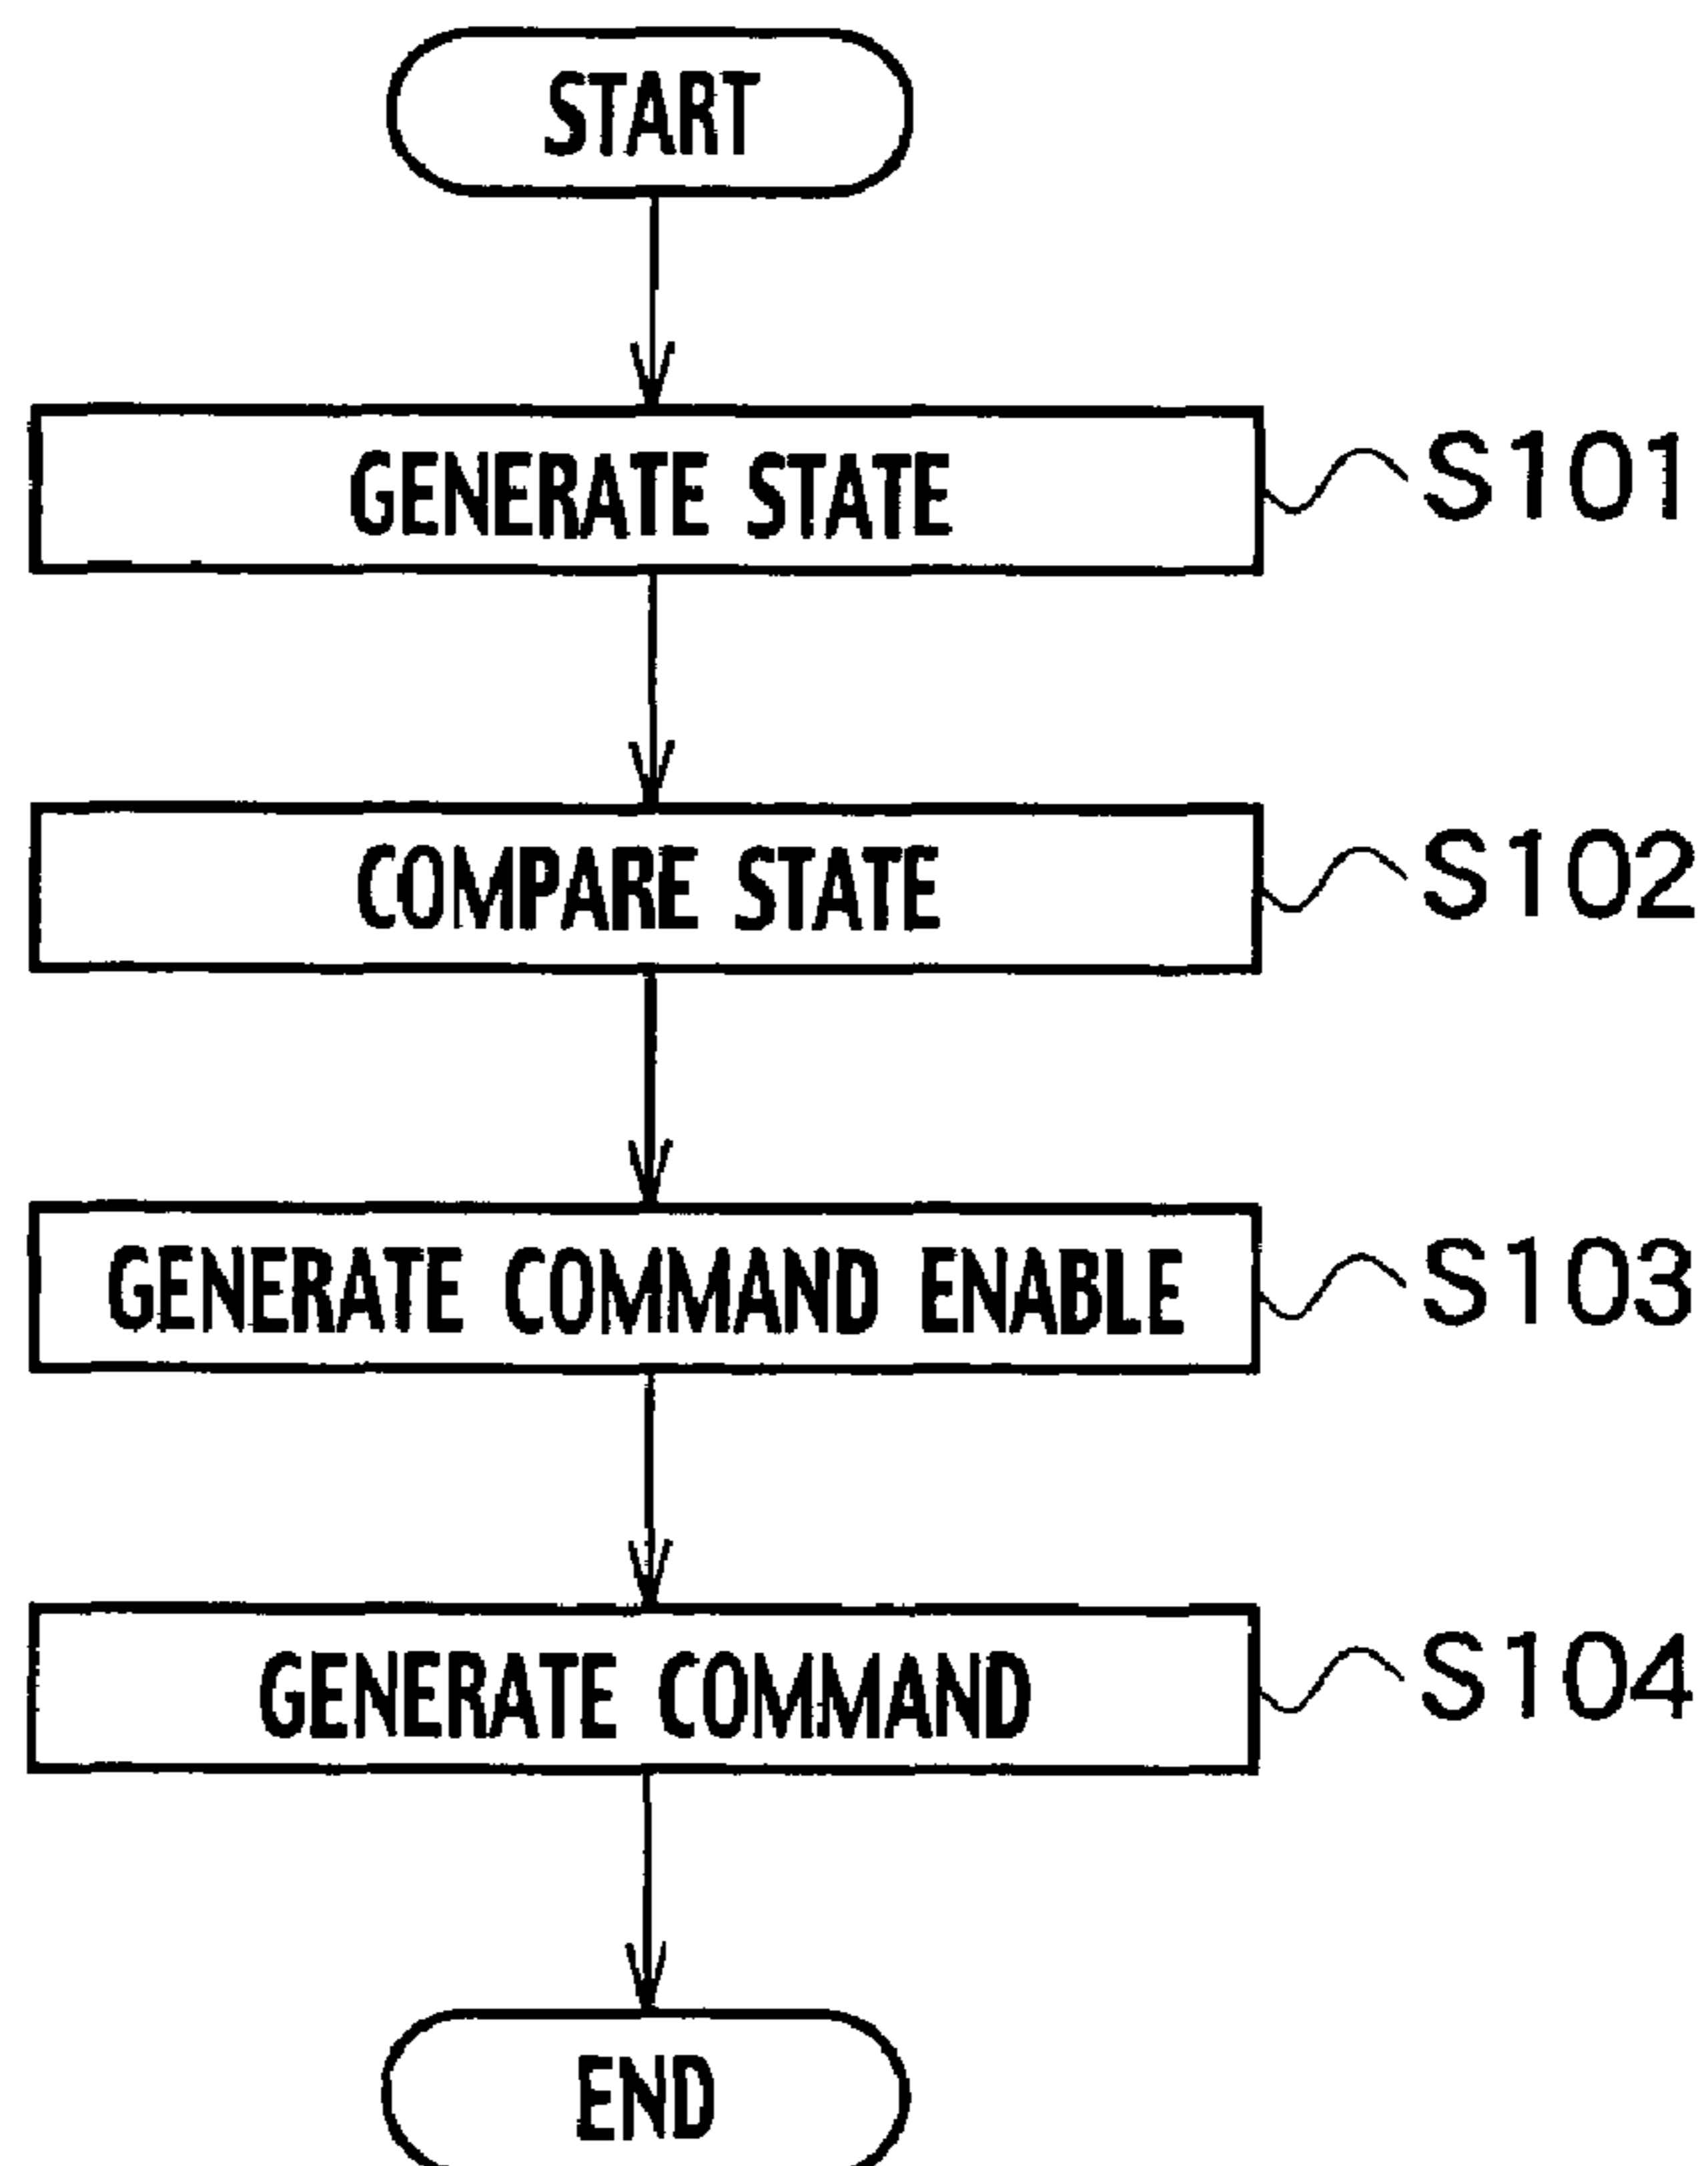 START
GENERATE STATE S101
COMPARE STATE S102
GENERATE COMMAND ENABLE S103
GENERATE COMMAND S104
END